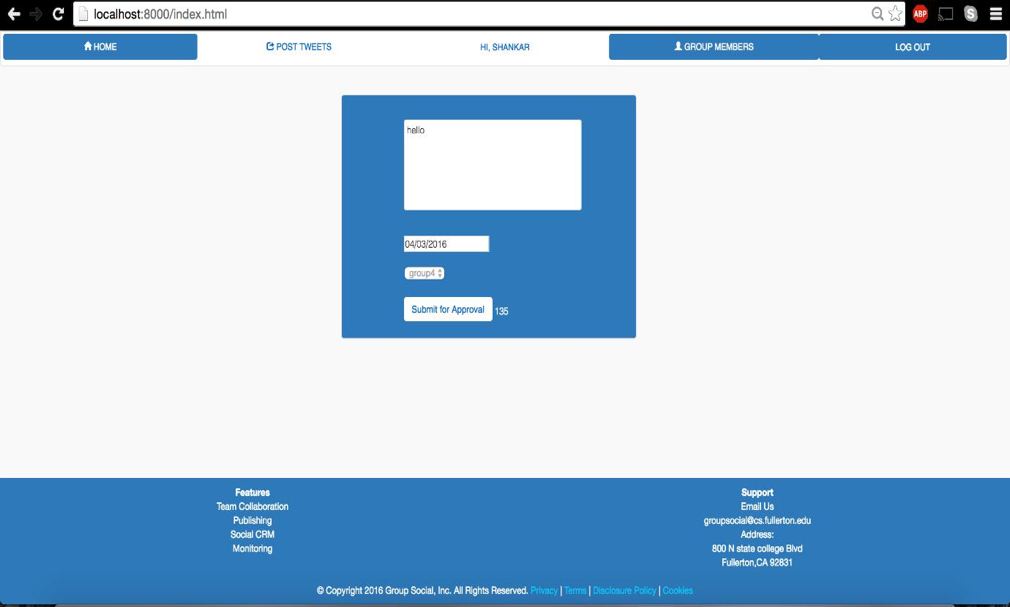 localhost:8000/index.html
ABP
S
HOME
POST TWEETS
HI, SHANKAR
GROUP MEMBERS
LOG OUT
hello
04/03/2016
group4
Submit for Approval 135
Features
Team Collaboration
Publishing
Social CRM
Monitoring
Support
Email Us
groupsocial@cs.fullerton.edu
Address:
800 N state college Blvd
Fullerton,CA 92831
© Copyright 2016 Group Social, Inc. All Rights Reserved. Privacy | Terms | Disclosure Policy | Cookies